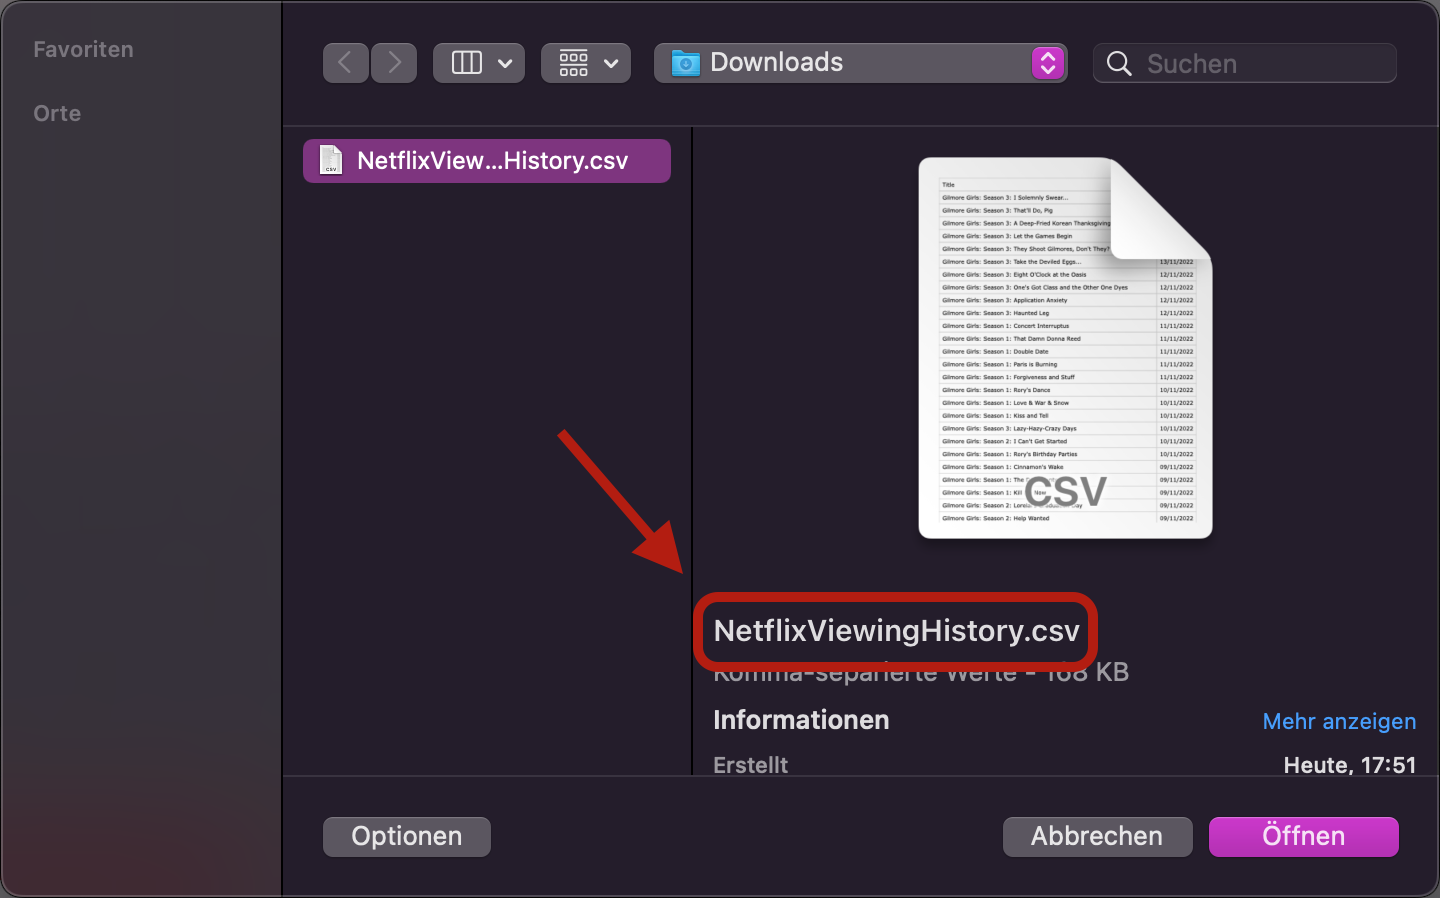 Favoriten
Orte
Downloads
Suchen
NetflixView...History.csv
Title
Gilmore Girls: Season 3: I Solemnly Swear...
Gilmore Girls: Season 3: That'll Do, Pig
Gilmore Girls: Season 3: A Deep-Fried Korean Thanksgiving
Gilmore Girls: Season 3: Let the Games Begin
Gilmore Girls: Season 3: They Shoot Gilmores, Don't They?
Gilmore Girls: Season 3: Take the Deviled Eggs... 13/11/2022
Gilmore Girls: Season 3: Eight O'Clock at the Oasis 12/11/2022
Gilmore Girls: Season 3: One's Got Class and the Other One Dyes 12/11/2022
Gilmore Girls: Season 3: Application Anxiety 12/11/2022
Gilmore Girls: Season 3: Haunted Leg 12/11/2022
Gilmore Girls: Season 1: Concert Interruptus 11/11/2022
Gilmore Girls: Season 1: That Damn Donna Reed 11/11/2022
Gilmore Girls: Season 1: Double Date 11/11/2022
Gilmore Girls: Season 1: Paris is Burning 11/11/2022
Gilmore Girls: Season 1: Forgiveness and Stuff 11/11/2022
Gilmore Girls: Season 1: Rory's Dance 10/11/2022
Gilmore Girls: Season 1: Love & War & Snow 10/11/2022
Gilmore Girls: Season 1: Kiss and Tell 10/11/2022
Gilmore Girls: Season 3: Lazy-Hazy-Crazy Days 10/11/2022
Gilmore Girls: Season 2: I Can't Get Started 10/11/2022
Gilmore Girls: Season 1: Rory's Birthday Parties 10/11/2022
Gilmore Girls: Season 1: Cinnamon's Wake 09/11/2022
Gilmore Girls: Season 1: The 09/11/2022
Gilmore Girls: Season 1: Kill Now 09/11/2022
Gilmore Girls: Season 2: 09/11/2022
Gilmore Girls: Season 2: Help Wanted 09/11/2022
CSV
NetflixViewingHistory.csv
Komma-separierte Werte - 168 KB
Informationen
Mehr anzeigen
Erstellt
Heute, 17:51
Optionen
Abbrechen
Öffnen